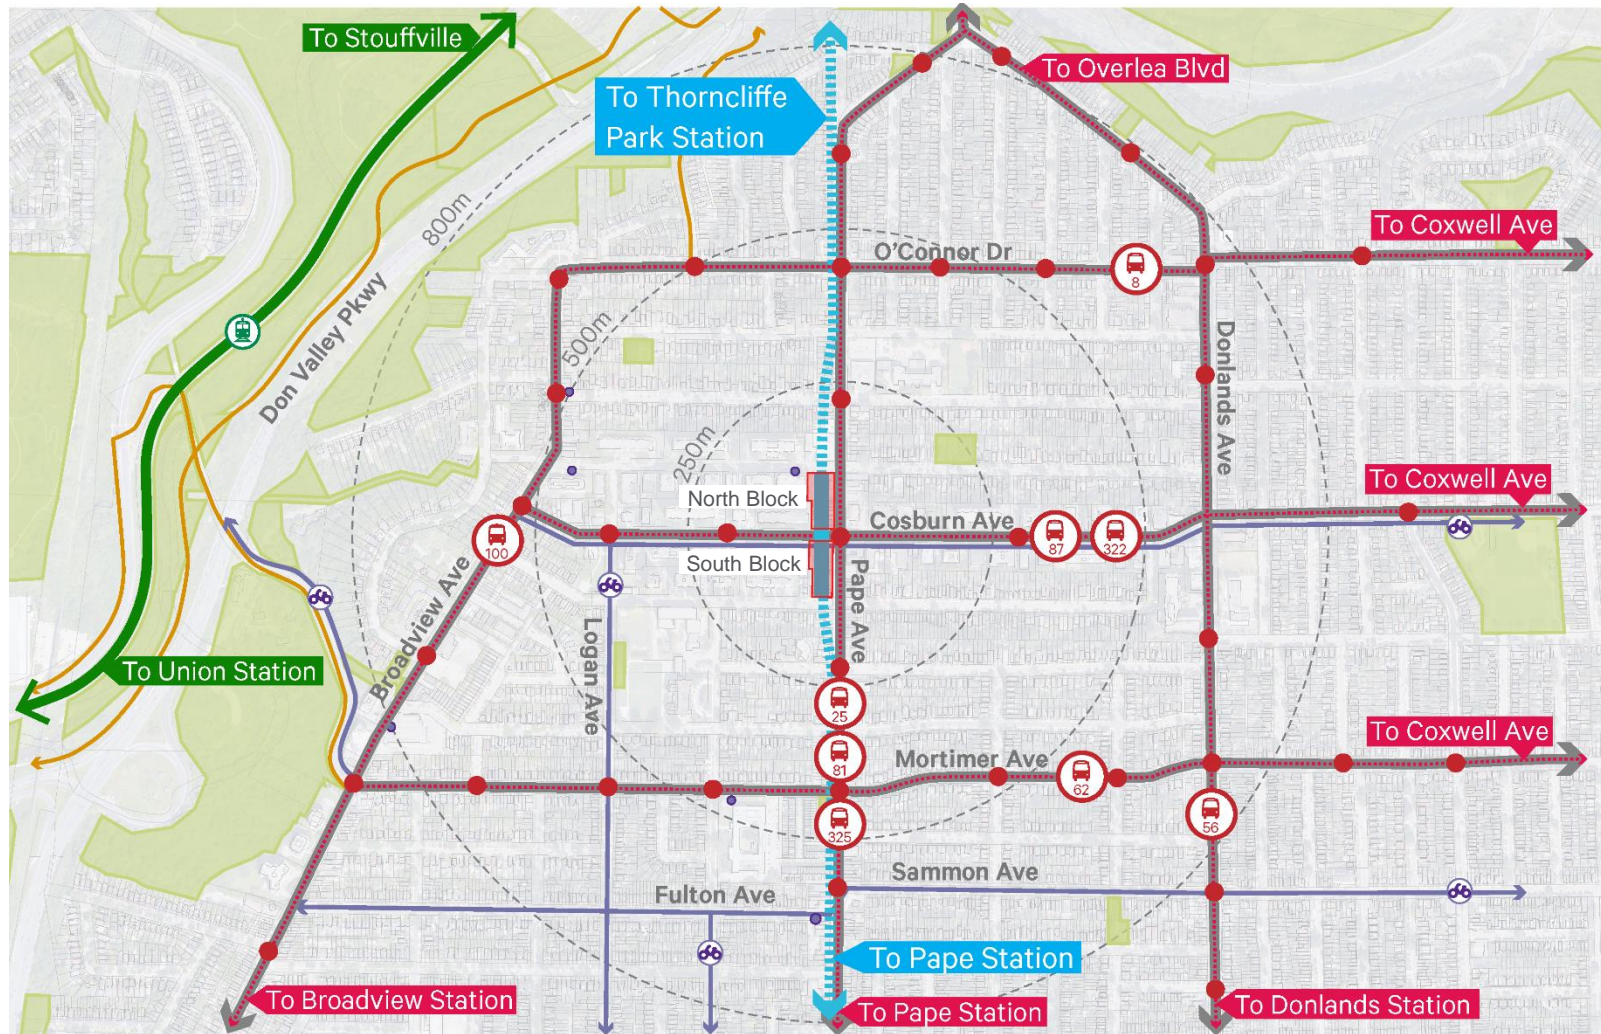 To Stouffville
To Overlea Blvd
To Thorncliffe
Park Station
800m
To Coxwell Ave
O'Connor Dr
8
Don Valley Pkwy
500m
Donlands Ave
250m
To Coxwell Ave
North Block
Cosburn Ave
100
87
322
South Block
Pape Ave
Broadview Ave
Logan Ave
To Union Station
25
To Coxwell Ave
81
Mortimer Ave
62
56
325
Sammon Ave
Fulton Ave
To Pape Station
To Broadview Station
To Pape Station
To Donlands Station